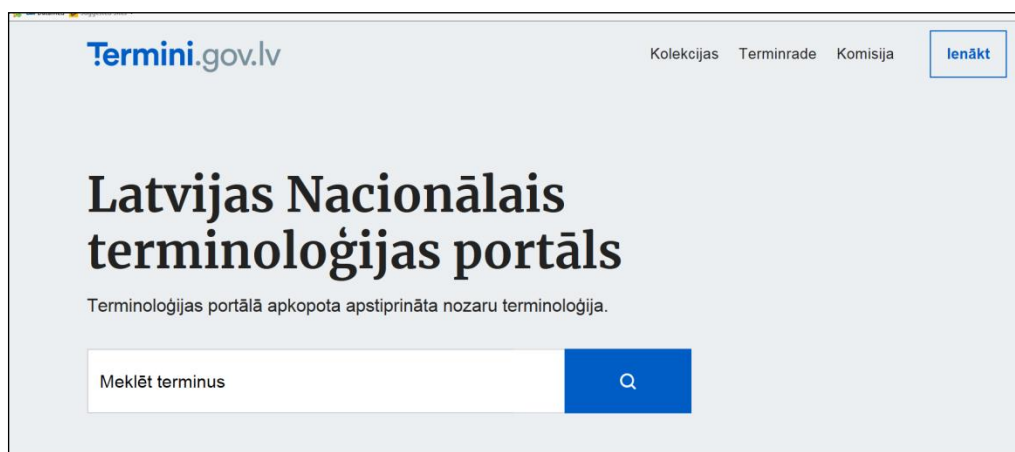 Termini.gov.lv
Kolekcijas Terminrade Komisija Ienākt
Latvijas Nacionālais
terminoloģijas portāls
Terminoloģijas portālā apkopota apstiprināta nozaru terminoloģija.
Meklēt terminus